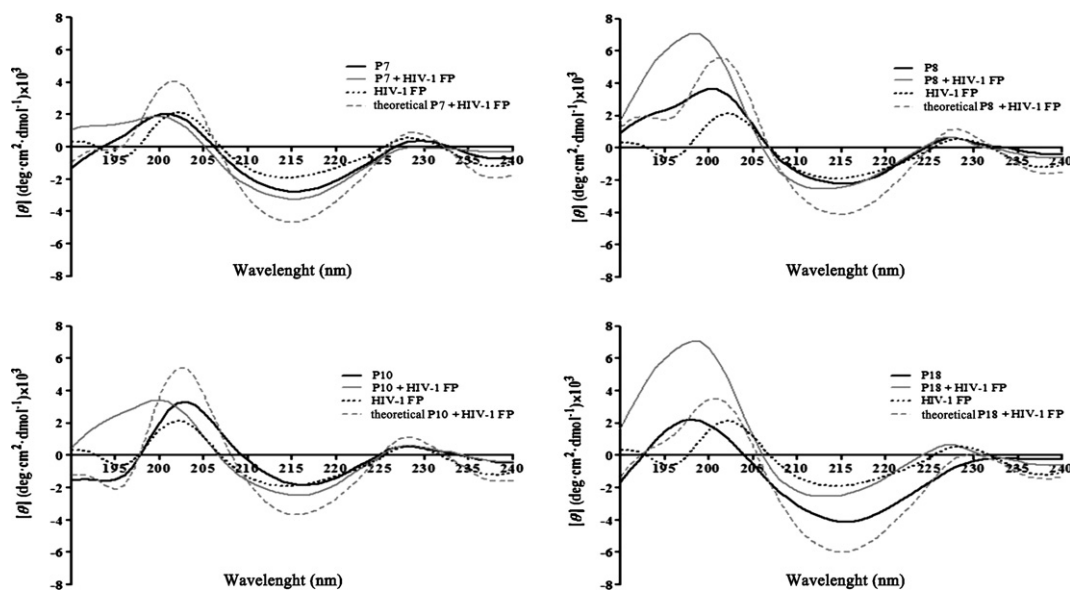 [θ] (deg·cm²·dmol⁻¹)×10³
8
6
4
2
0
-2
-4
-6
-8
195 200 205 210 215 220 225 230 235 240
P7
P7 + HIV-1 FP
HIV-1 FP
theoretical P7 + HIV-1 FP
Wavelenght (nm)
[θ] (deg·cm²·dmol⁻¹)×10³
8
6
4
2
0
-2
-4
-6
-8
195 200 205 210 215 220 225 230 235 240
P8
P8 + HIV-1 FP
HIV-1 FP
theoretical P8 + HIV-1 FP
Wavelenght (nm)
[θ] (deg·cm²·dmol⁻¹)×10³
8
6
4
2
0
-2
-4
-6
-8
195 200 205 210 215 220 225 230 235 240
P10
P10 + HIV-1 FP
HIV-1 FP
theoretical P10 + HIV-1 FP
Wavelenght (nm)
[θ] (deg·cm²·dmol⁻¹)×10³
8
6
4
2
0
-2
-4
-6
-8
195 200 205 210 215 220 225 230 235 240
P18
P18 + HIV-1 FP
HIV-1 FP
theoretical P18 + HIV-1 FP
Wavelenght (nm)